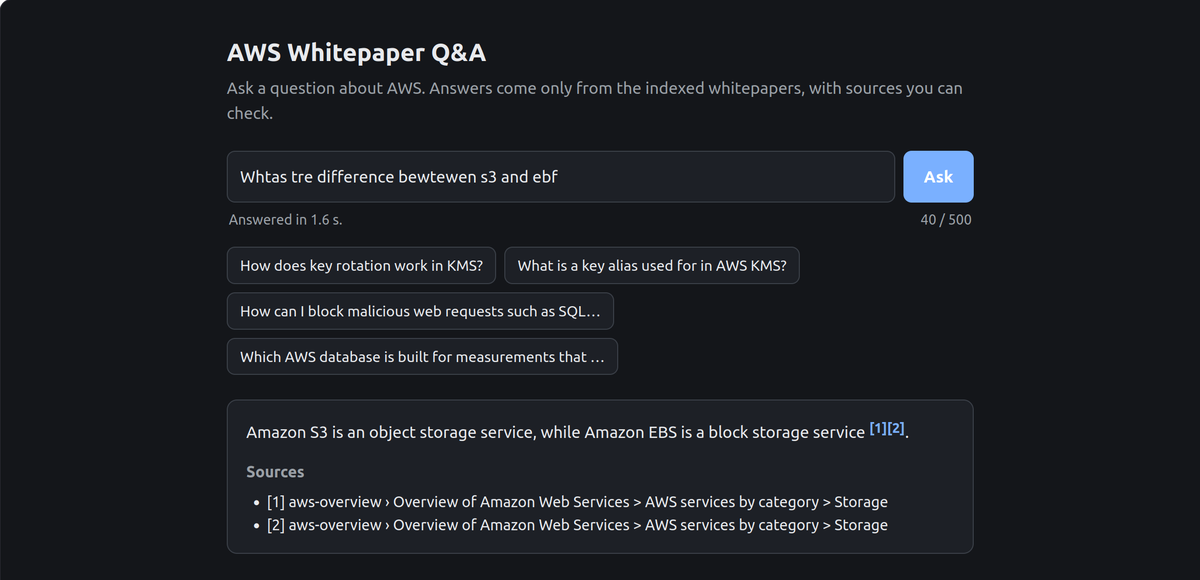 AWS Whitepaper Q&A
Ask a question about AWS. Answers come only from the indexed whitepapers, with sources you can
check.
Whtas tre difference bewtewen s3 and ebf
Ask
Answered in 1.6 s.
40 / 500
How does key rotation work in KMS?
What is a key alias used for in AWS KMS?
How can I block malicious web requests such as SQL…
Which AWS database is built for measurements that …
Amazon S3 is an object storage service, while Amazon EBS is a block storage service [1][2].
Sources
• [1] aws-overview › Overview of Amazon Web Services > AWS services by category > Storage
• [2] aws-overview › Overview of Amazon Web Services > AWS services by category > Storage